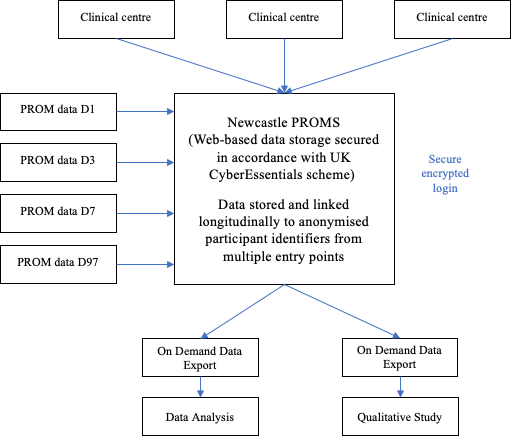 Clinical centre
Clinical centre
Clinical centre
PROM data D1
PROM data D3
PROM data D7
PROM data D97
Newcastle PROMS
(Web-based data storage secured
in accordance with UK
CyberEssentials scheme)
Data stored and linked
longitudinally to anonymised
participant identifiers from
multiple entry points
Secure
encrypted
login
On Demand Data
Export
On Demand Data
Export
Data Analysis
Qualitative Study